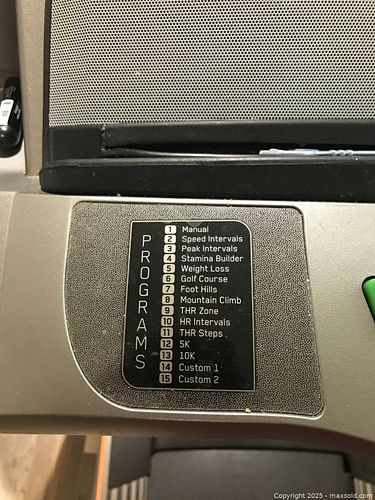 PROGRAMS
1 Manual
2 Speed Intervals
3 Peak Intervals
4 Stamina Builder
5 Weight Loss
6 Golf Course
7 Foot Hills
8 Mountain Climb
9 THR Zone
10 HR Intervals
11 THR Steps
12 5K
13 10K
14 Custom 1
15 Custom 2
Copyright 2025 - maxsold.com